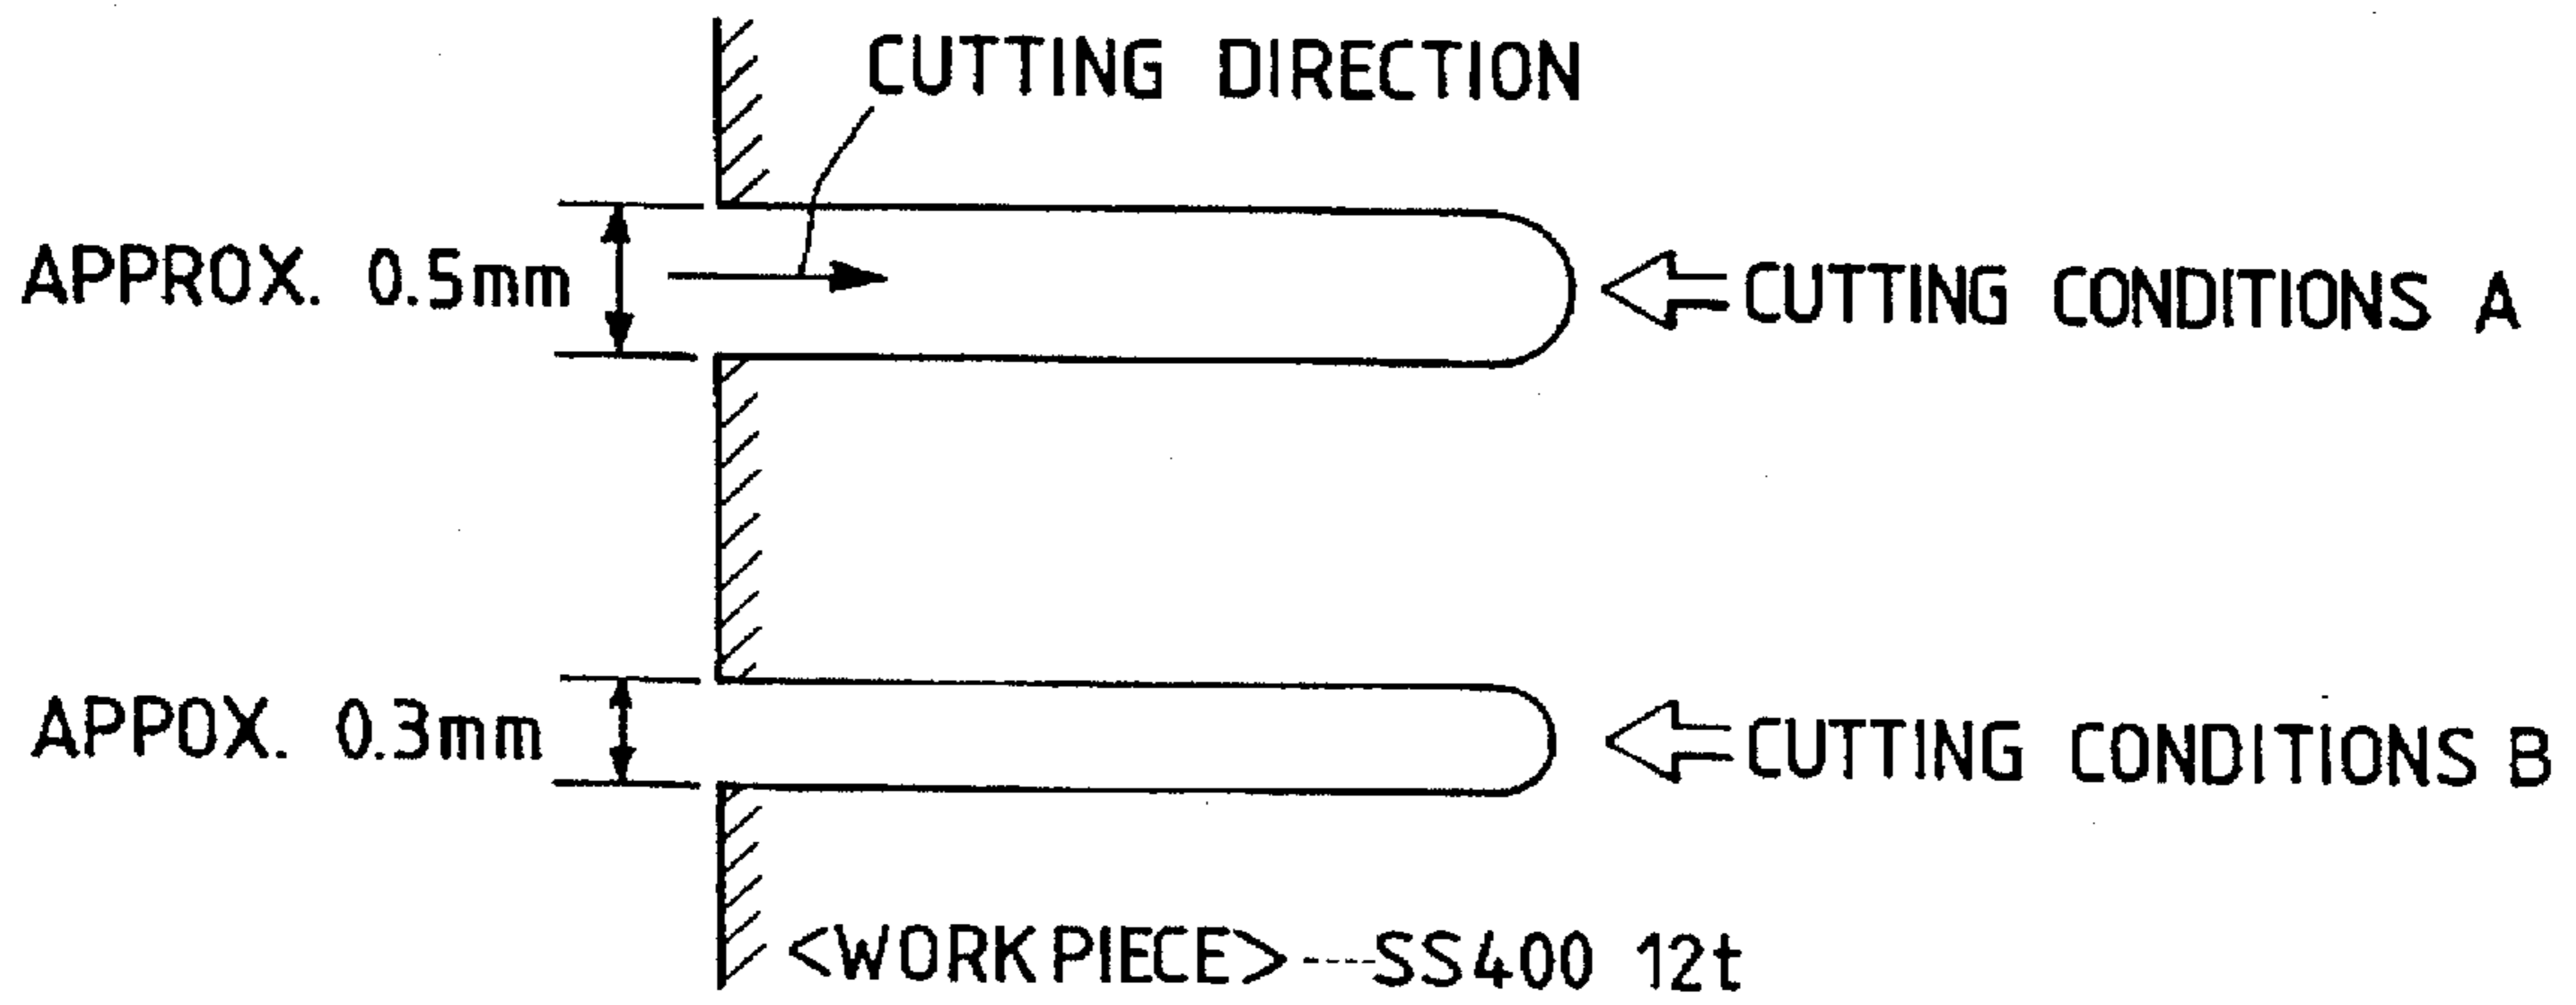 CUTTING DIRECTION
APPROX. 0.5mm
CUTTING CONDITIONS A
APPOX. 0.3mm
CUTTING CONDITIONS B
<WORKPIECE>----SS400 12t